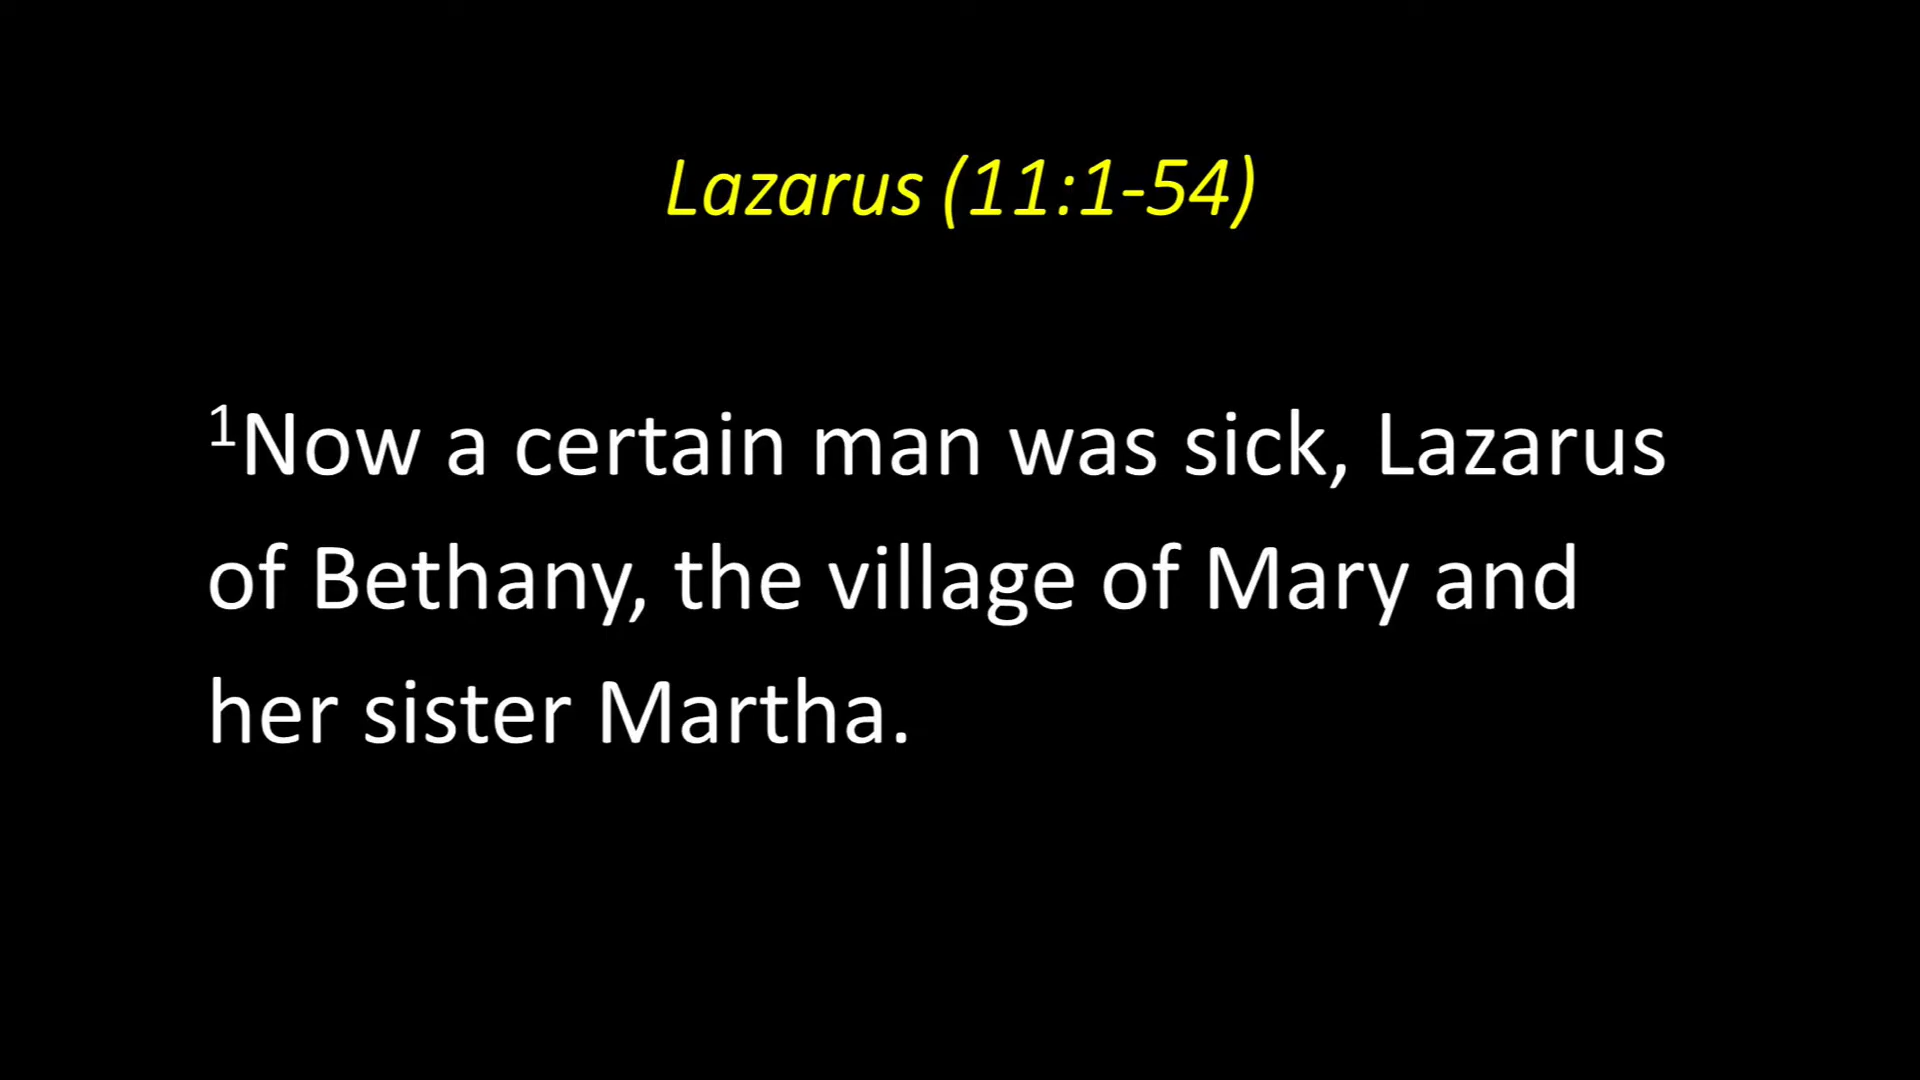 Lazarus (11:1-54)
¹Now a certain man was sick, Lazarus
of Bethany, the village of Mary and
her sister Martha.